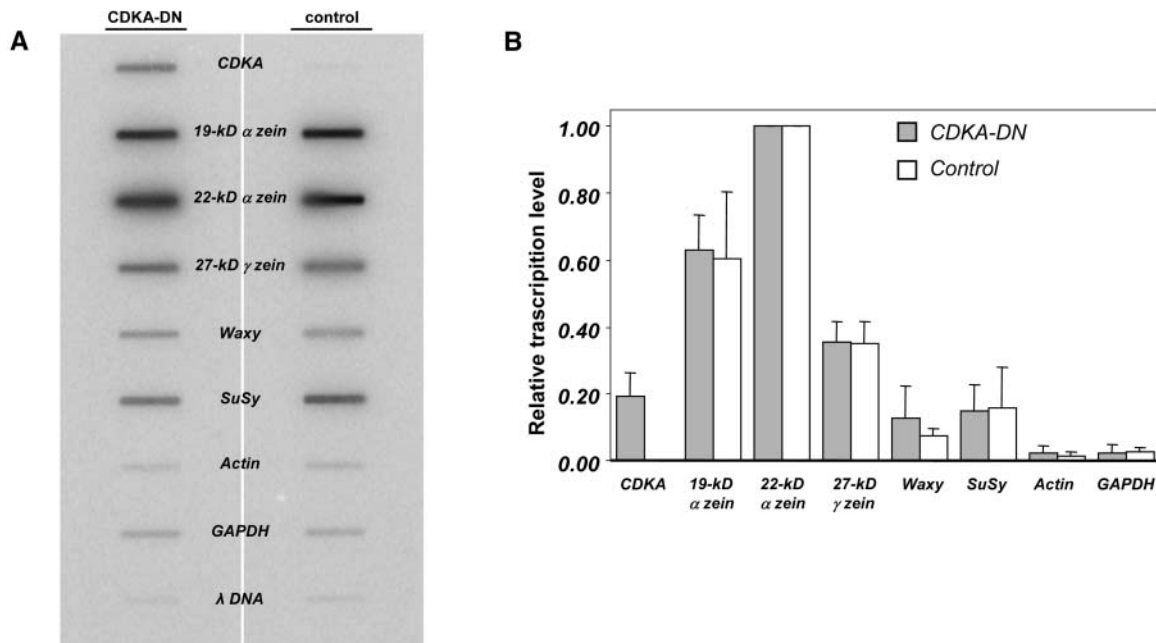 A
CDKA-DN control
CDKA
19-kD α zein
22-kD α zein
27-kD γ zein
Waxy
SuSy
Actin
GAPDH
λ DNA
B
Relative trascripition level
1.00
0.80
0.60
0.40
0.20
0.00
CDKA-DN
Control
CDKA 19-kD 22-kD 27-kD Waxy SuSy Actin GAPDH
α zein α zein γ zein